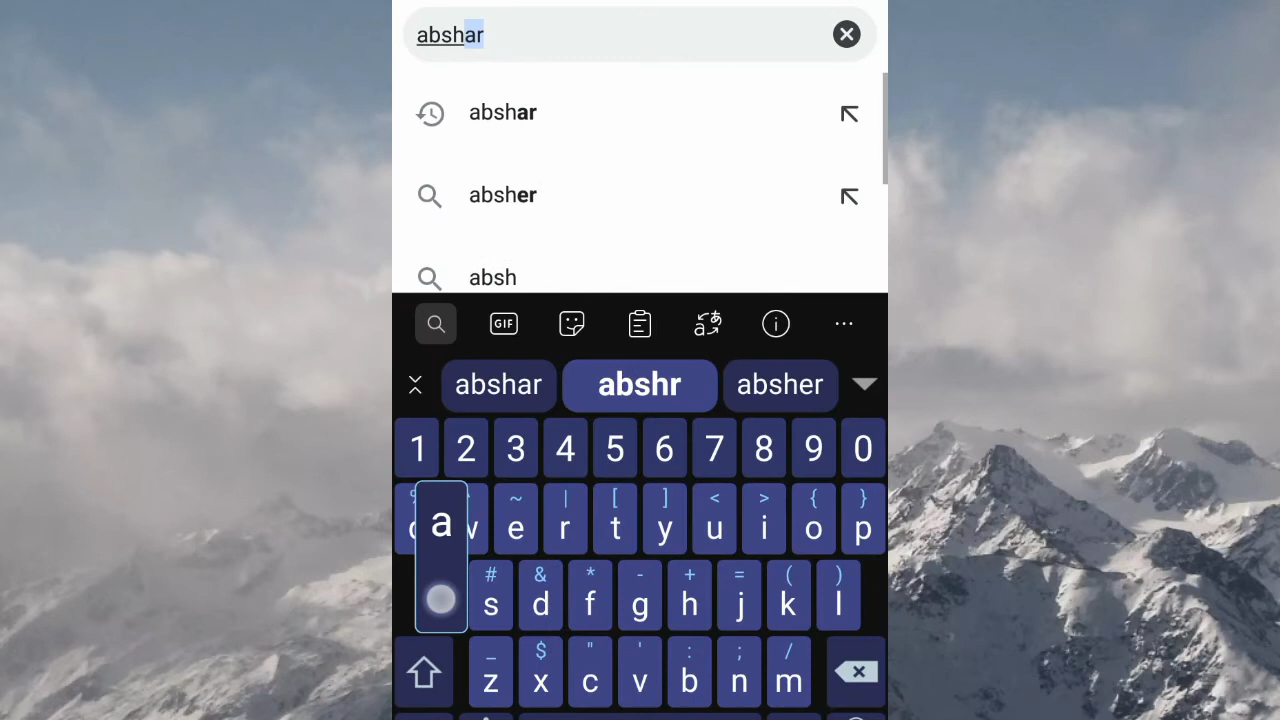 abshar
abshar
absher
absh
GIF
abshar abshr absher
1 2 3 4 5 6 7 8 9 0
~ | [ ] < > { }
a e r t y u i o p
# & * - + = ( )
s d f g h j k l
_ $ " ' : ; /
z x c v b n m